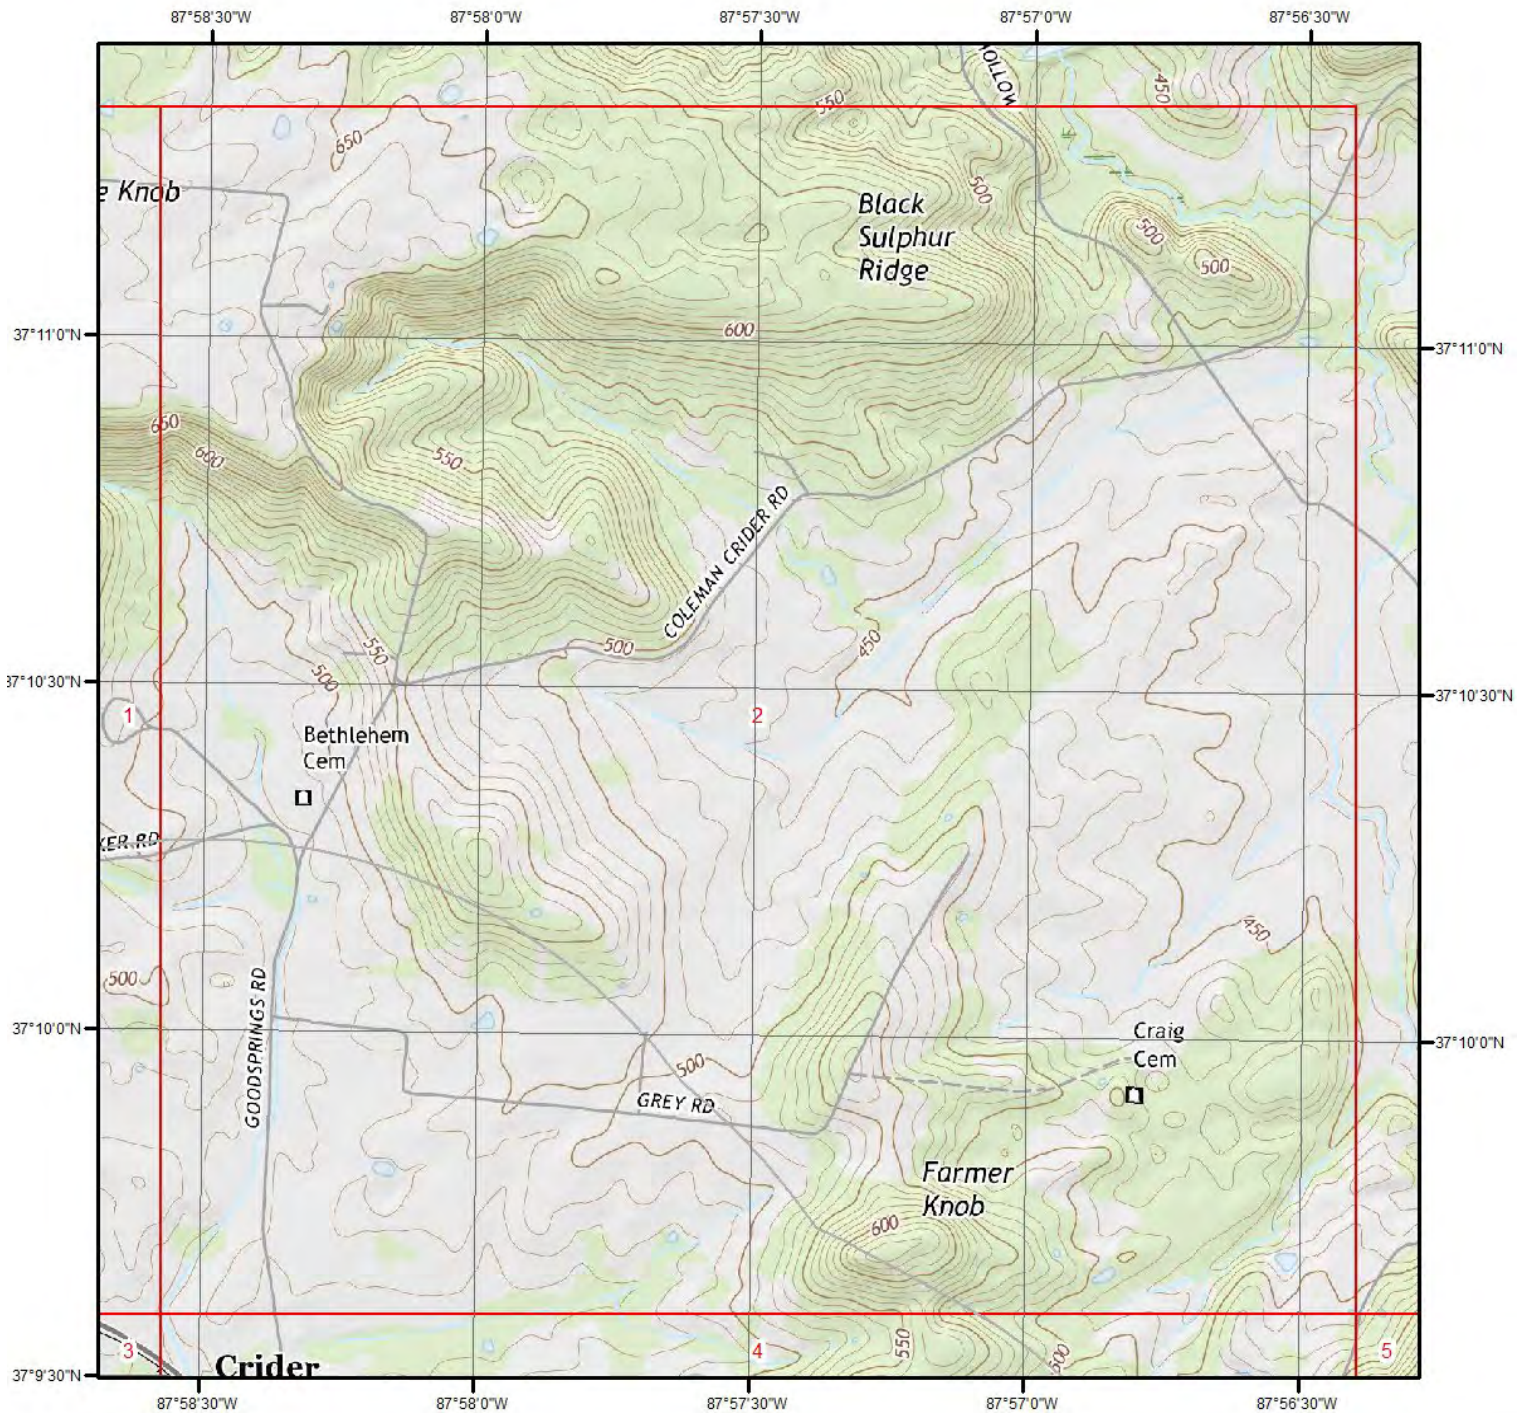 87°58'30"W 87°58'0"W 87°57'30"W 87°57'0"W 87°56'30"W
HOLLOW
450
550
650
e Knob
500
Black
Sulphur
Ridge
500
500
37°11'0"N
600
37°11'0"N
650
600
550
COLEMAN CRIDER RD
550
500
450
500
37°10'30"N
37°10'30"N
1
2
Bethlehem
Cem
KER RD
450
500
GOODSPRINGS RD
37°10'0"N
Craig
Cem
37°10'0"N
500
GREY RD
Farmer
Knob
600
550
500
3
4
5
Crider
37°9'30"N
87°58'30"W 87°58'0"W 87°57'30"W 87°57'0"W 87°56'30"W